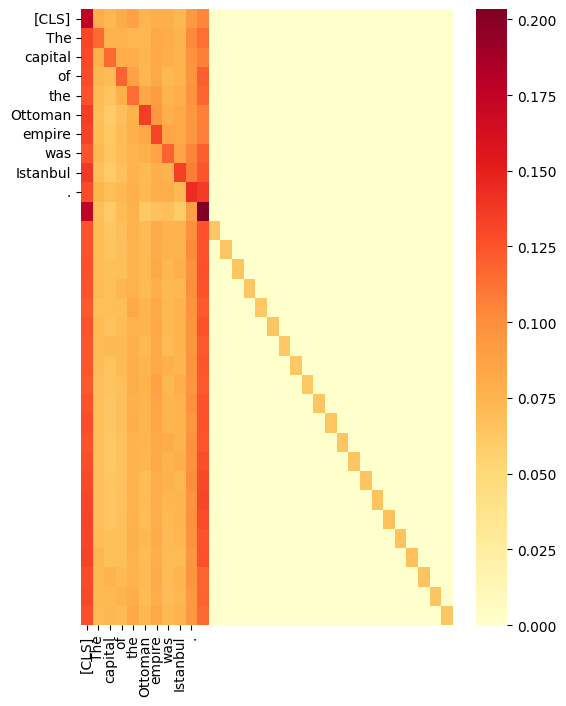 [CLS]
The
capital
of
the
Ottoman
empire
was
Istanbul
.
[CLS]
The
capital
of
the
Ottoman
empire
was
Istanbul
.
0.200
0.175
0.150
0.125
0.100
0.075
0.050
0.025
0.000